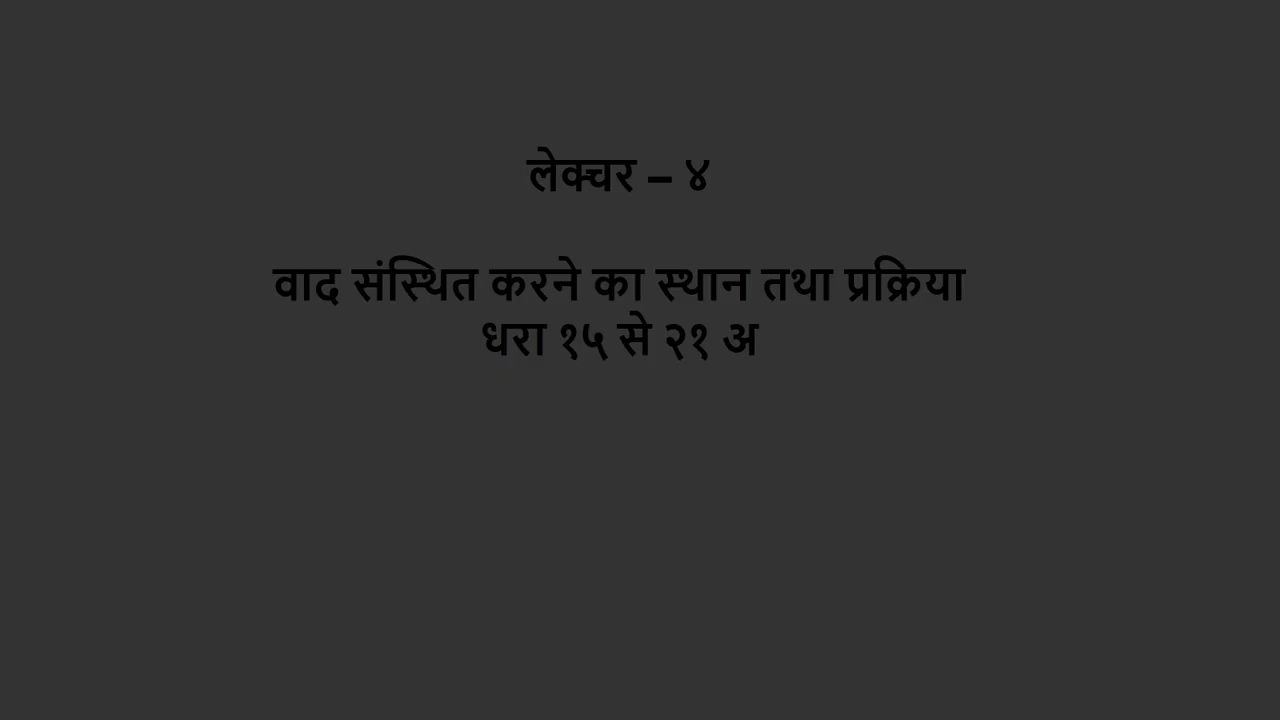 लेक्चर – ४
वाद संस्थित करने का स्थान तथा प्रक्रिया
धरा १५ से २१ अ